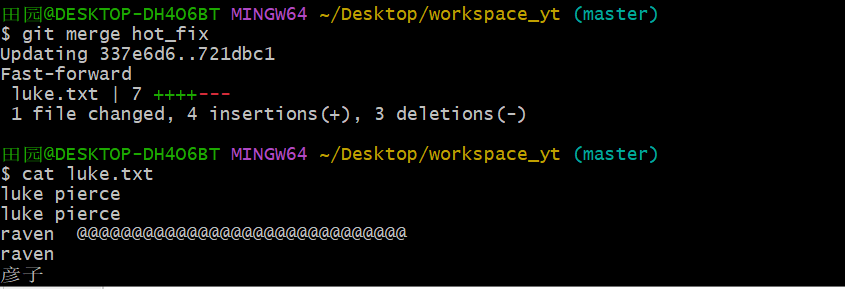 田园@DESKTOP-DH4O6BT MINGW64 ~/Desktop/workspace_yt (master)
$ git merge hot_fix
Updating 337e6d6..721dbc1
Fast-forward
 luke.txt | 7 ++++---
 1 file changed, 4 insertions(+), 3 deletions(-)
田园@DESKTOP-DH4O6BT MINGW64 ~/Desktop/workspace_yt (master)
$ cat luke.txt
luke pierce
luke pierce
raven  @@@@@@@@@@@@@@@@@@@@@@@@@@@@@@
raven
彦子